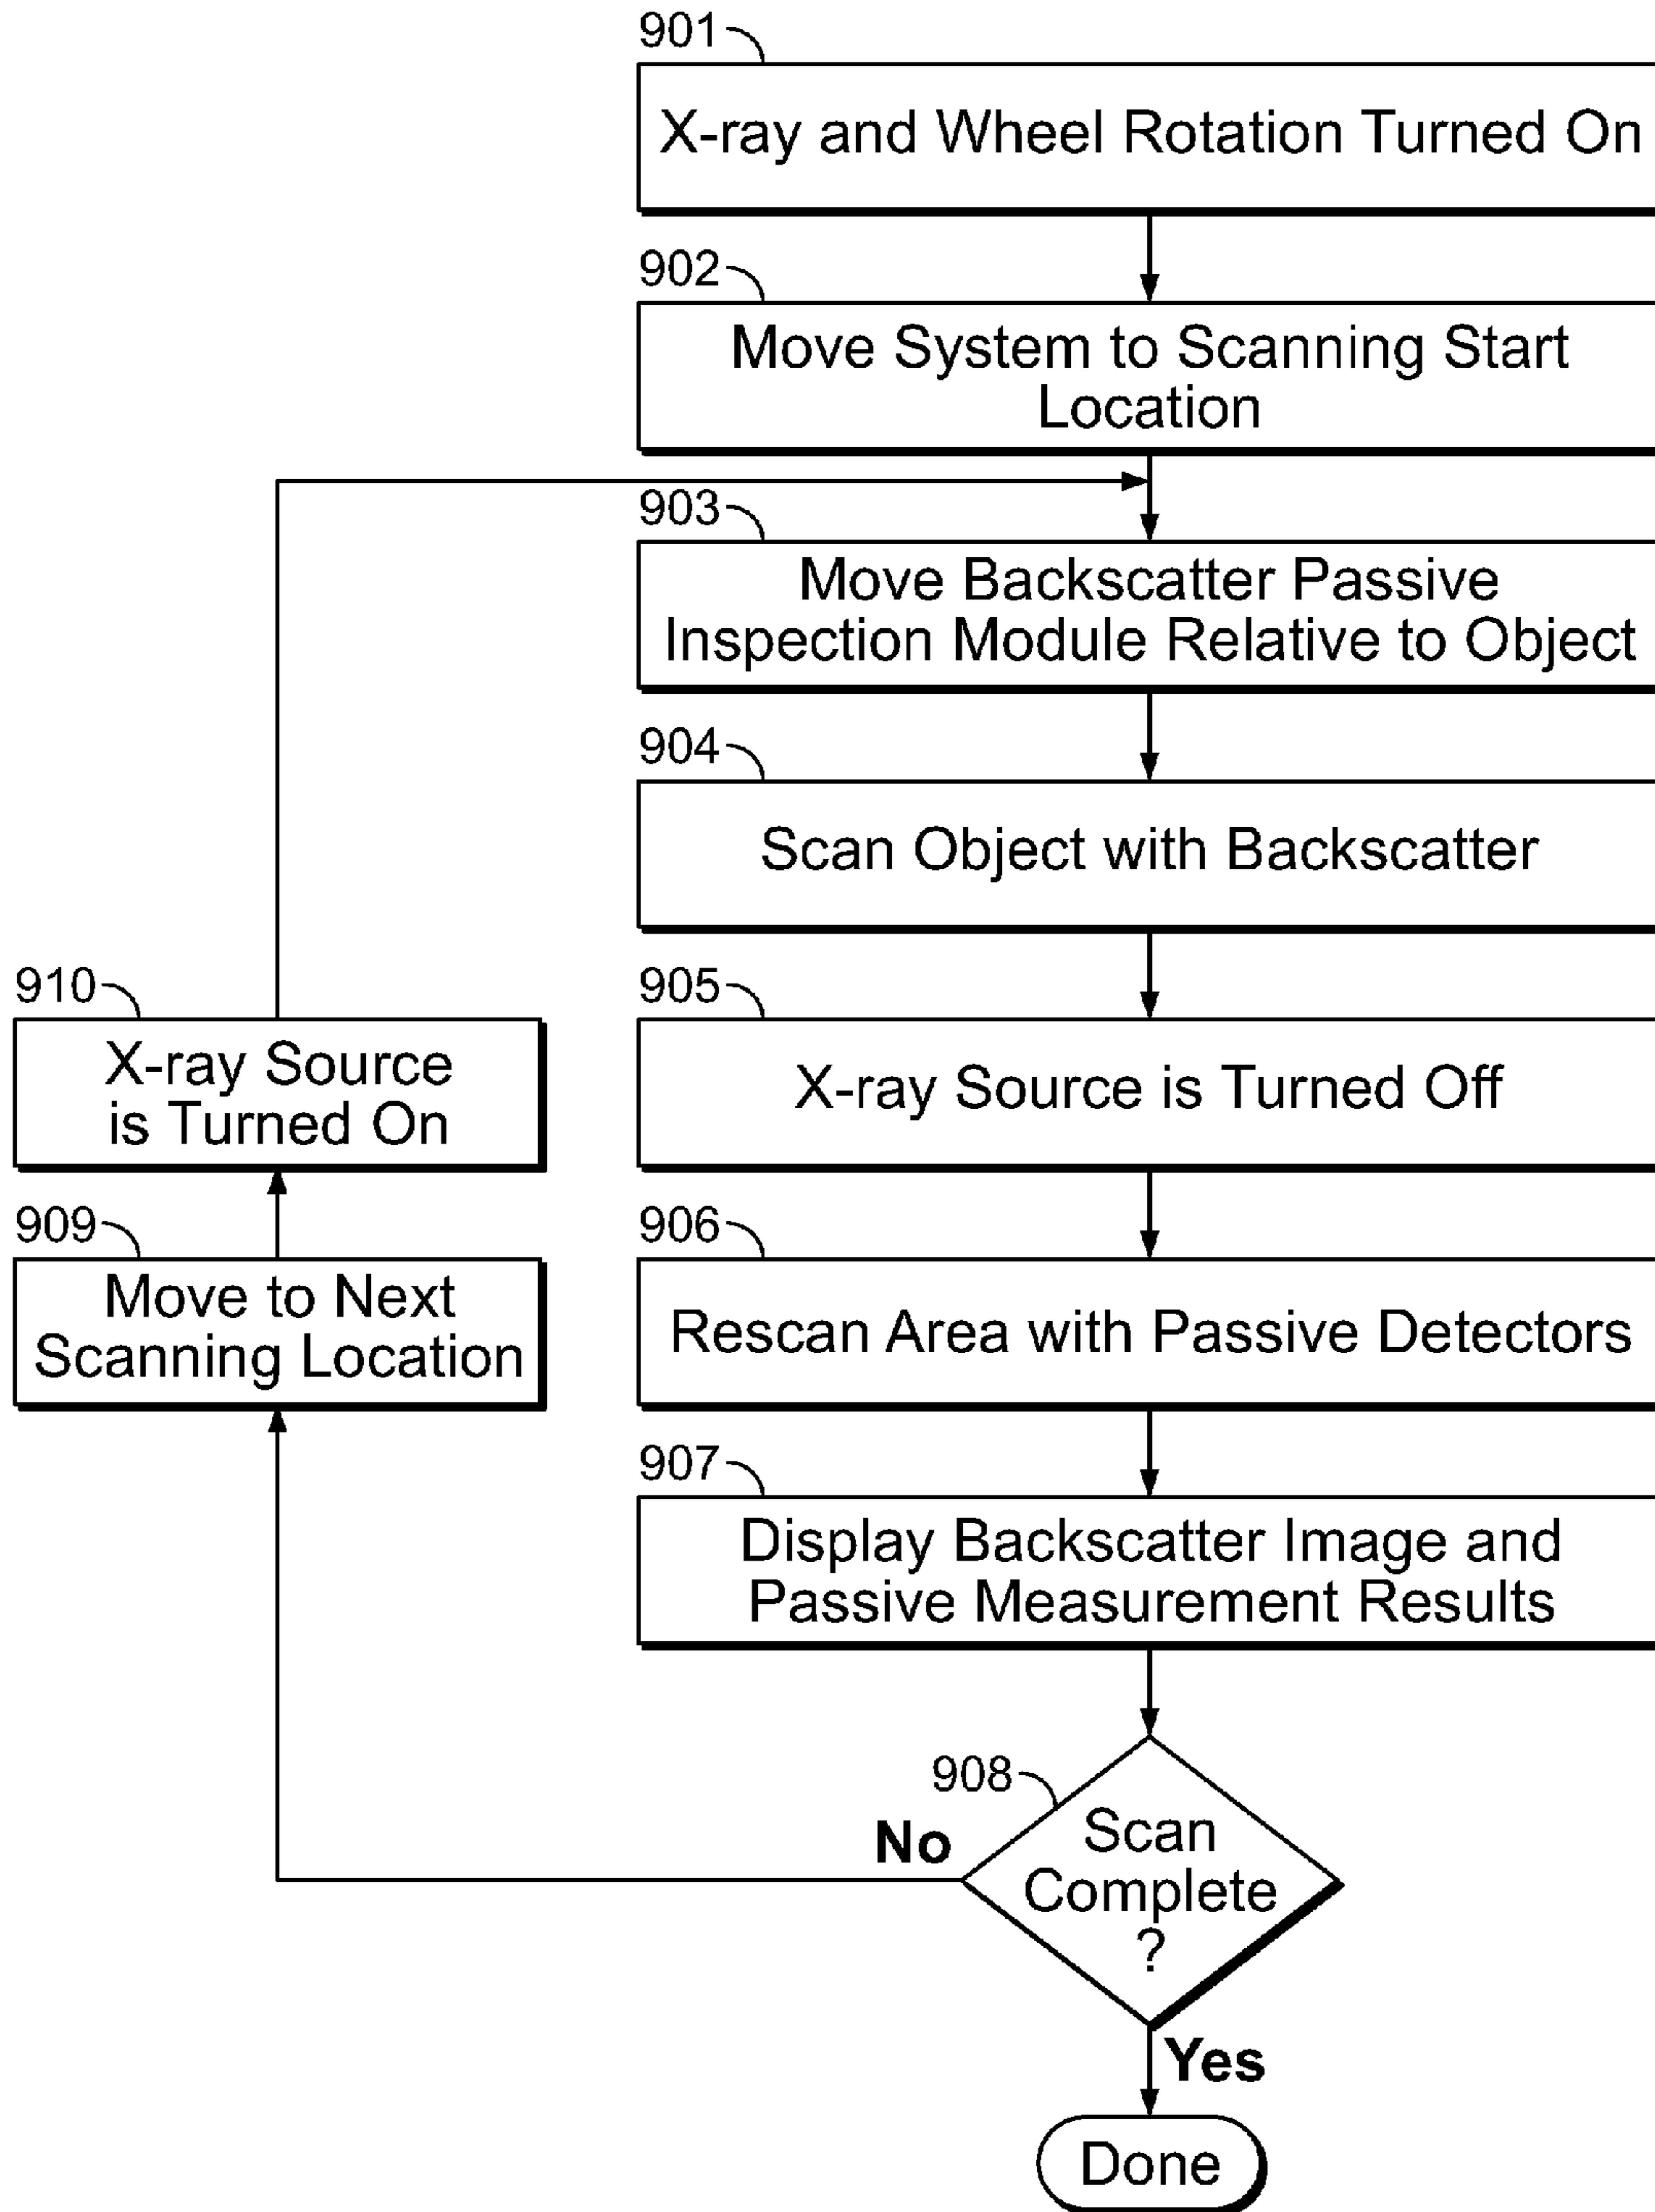 901
X-ray and Wheel Rotation Turned On
902
Move System to Scanning Start
Location
903
Move Backscatter Passive
Inspection Module Relative to Object
904
Scan Object with Backscatter
905
X-ray Source is Turned Off
906
Rescan Area with Passive Detectors
907
Display Backscatter Image and
Passive Measurement Results
908
Scan
Complete
?
No
909
Move to Next
Scanning Location
910
X-ray Source
is Turned On
Yes
Done